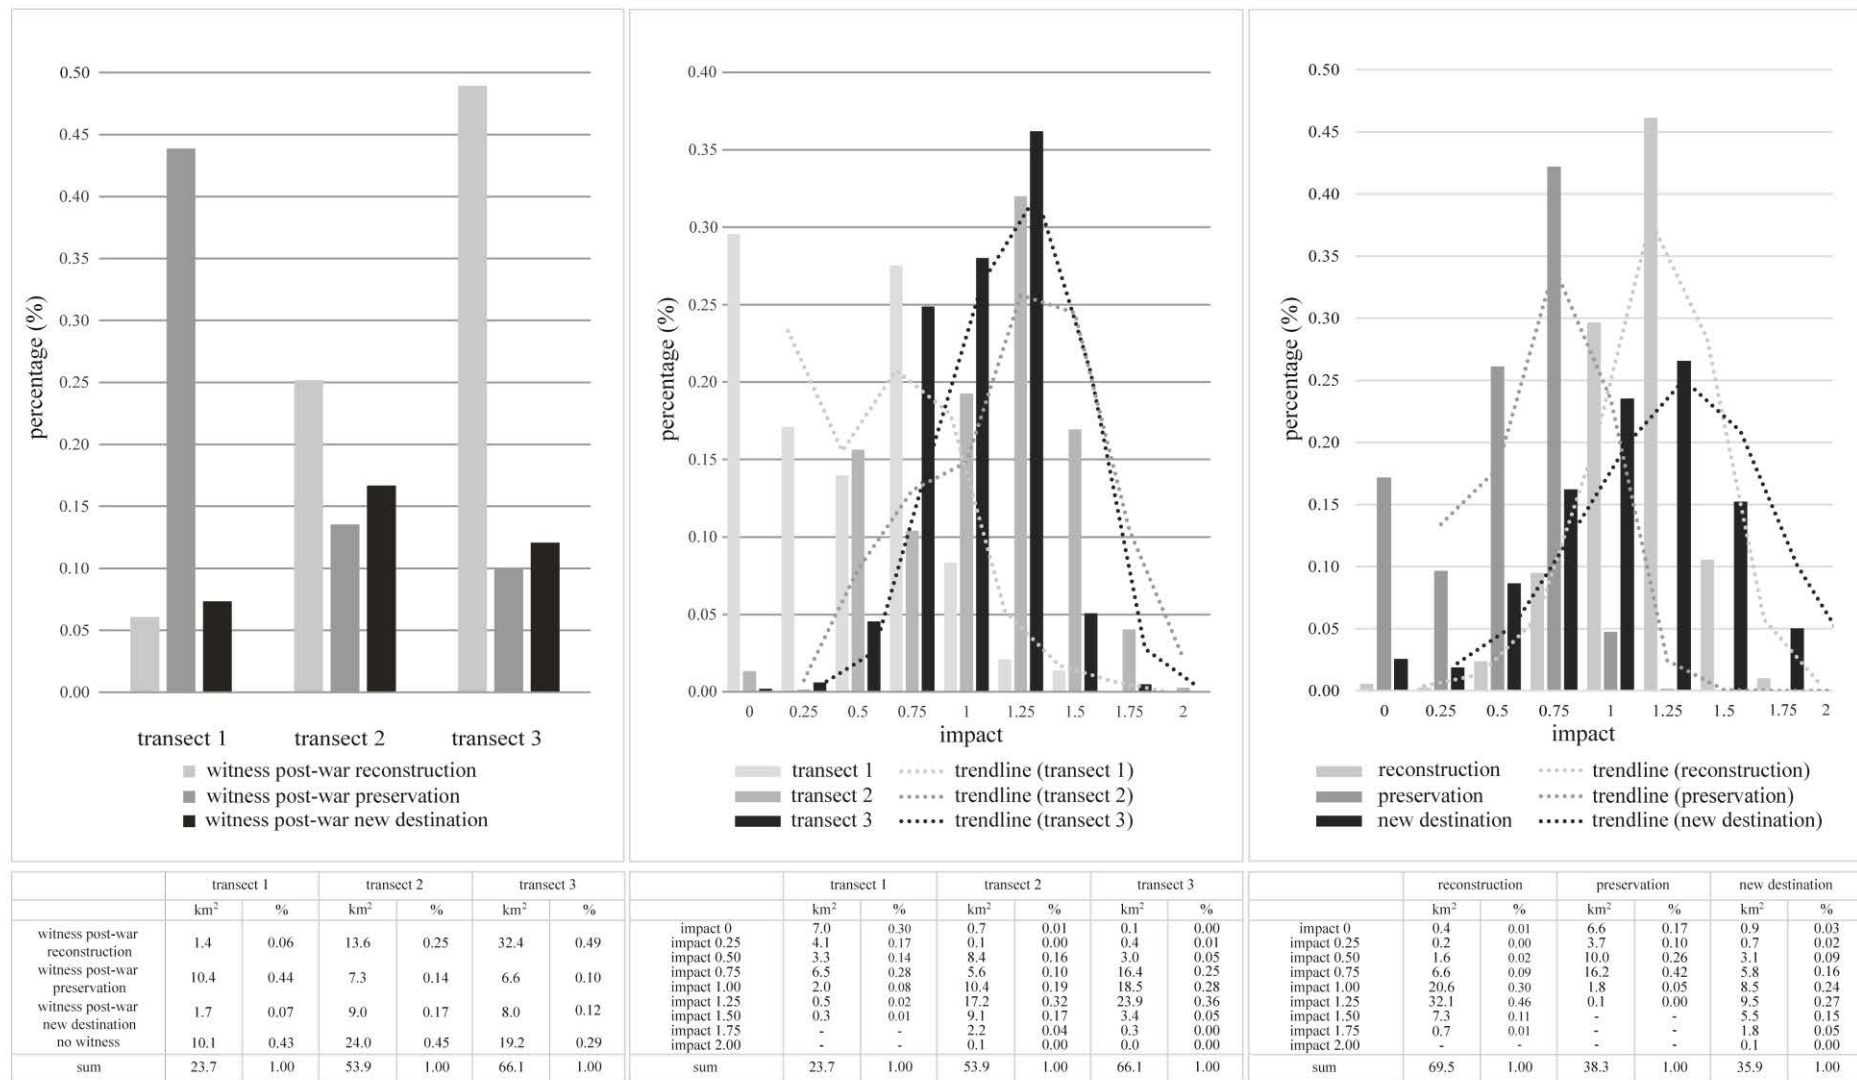 0.50
0.45
0.40
0.35
0.30
0.25
0.20
0.15
0.10
0.05
0.00
percentage (%)
transect 1 transect 2 transect 3
witness post-war reconstruction
witness post-war preservation
witness post-war new destination
0.40
0.35
0.30
0.25
0.20
0.15
0.10
0.05
0.00
percentage (%)
0 0.25 0.5 0.75 1 1.25 1.5 1.75 2
impact
transect 1 trendline (transect 1)
transect 2 trendline (transect 2)
transect 3 trendline (transect 3)
0.50
0.45
0.40
0.35
0.30
0.25
0.20
0.15
0.10
0.05
0.00
percentage (%)
0 0.25 0.5 0.75 1 1.25 1.5 1.75 2
impact
reconstruction trendline (reconstruction)
preservation trendline (preservation)
new destination trendline (new destination)
transect 1 transect 2 transect 3
km² % km² % km² %
witness post-war
reconstruction 1.4 0.06 13.6 0.25 32.4 0.49
witness post-war
preservation 10.4 0.44 7.3 0.14 6.6 0.10
witness post-war
new destination 1.7 0.07 9.0 0.17 8.0 0.12
no witness 10.1 0.43 24.0 0.45 19.2 0.29
sum 23.7 1.00 53.9 1.00 66.1 1.00
transect 1 transect 2 transect 3
km² % km² % km² %
impact 0 7.0 0.30 0.7 0.01 0.1 0.00
impact 0.25 4.1 0.17 0.1 0.00 0.4 0.01
impact 0.50 3.3 0.14 8.4 0.16 3.0 0.05
impact 0.75 6.5 0.28 5.6 0.10 16.4 0.25
impact 1.00 2.0 0.08 10.4 0.19 18.5 0.28
impact 1.25 0.5 0.02 17.2 0.32 23.9 0.36
impact 1.50 0.3 0.01 9.1 0.17 3.4 0.05
impact 1.75 - - 2.2 0.04 0.3 0.00
impact 2.00 - - 0.1 0.00 0.0 0.00
sum 23.7 1.00 53.9 1.00 66.1 1.00
reconstruction preservation new destination
km² % km² % km² %
impact 0 0.4 0.01 6.6 0.17 0.9 0.03
impact 0.25 0.2 0.00 3.7 0.10 0.7 0.02
impact 0.50 1.6 0.02 10.0 0.26 3.1 0.09
impact 0.75 6.6 0.09 16.2 0.42 5.8 0.16
impact 1.00 20.6 0.30 1.8 0.05 8.5 0.24
impact 1.25 32.1 0.46 0.1 0.00 9.5 0.27
impact 1.50 7.3 0.11 - - 5.5 0.15
impact 1.75 0.7 0.01 - - 1.8 0.05
impact 2.00 - - - - 0.1 0.00
sum 69.5 1.00 38.3 1.00 35.9 1.00